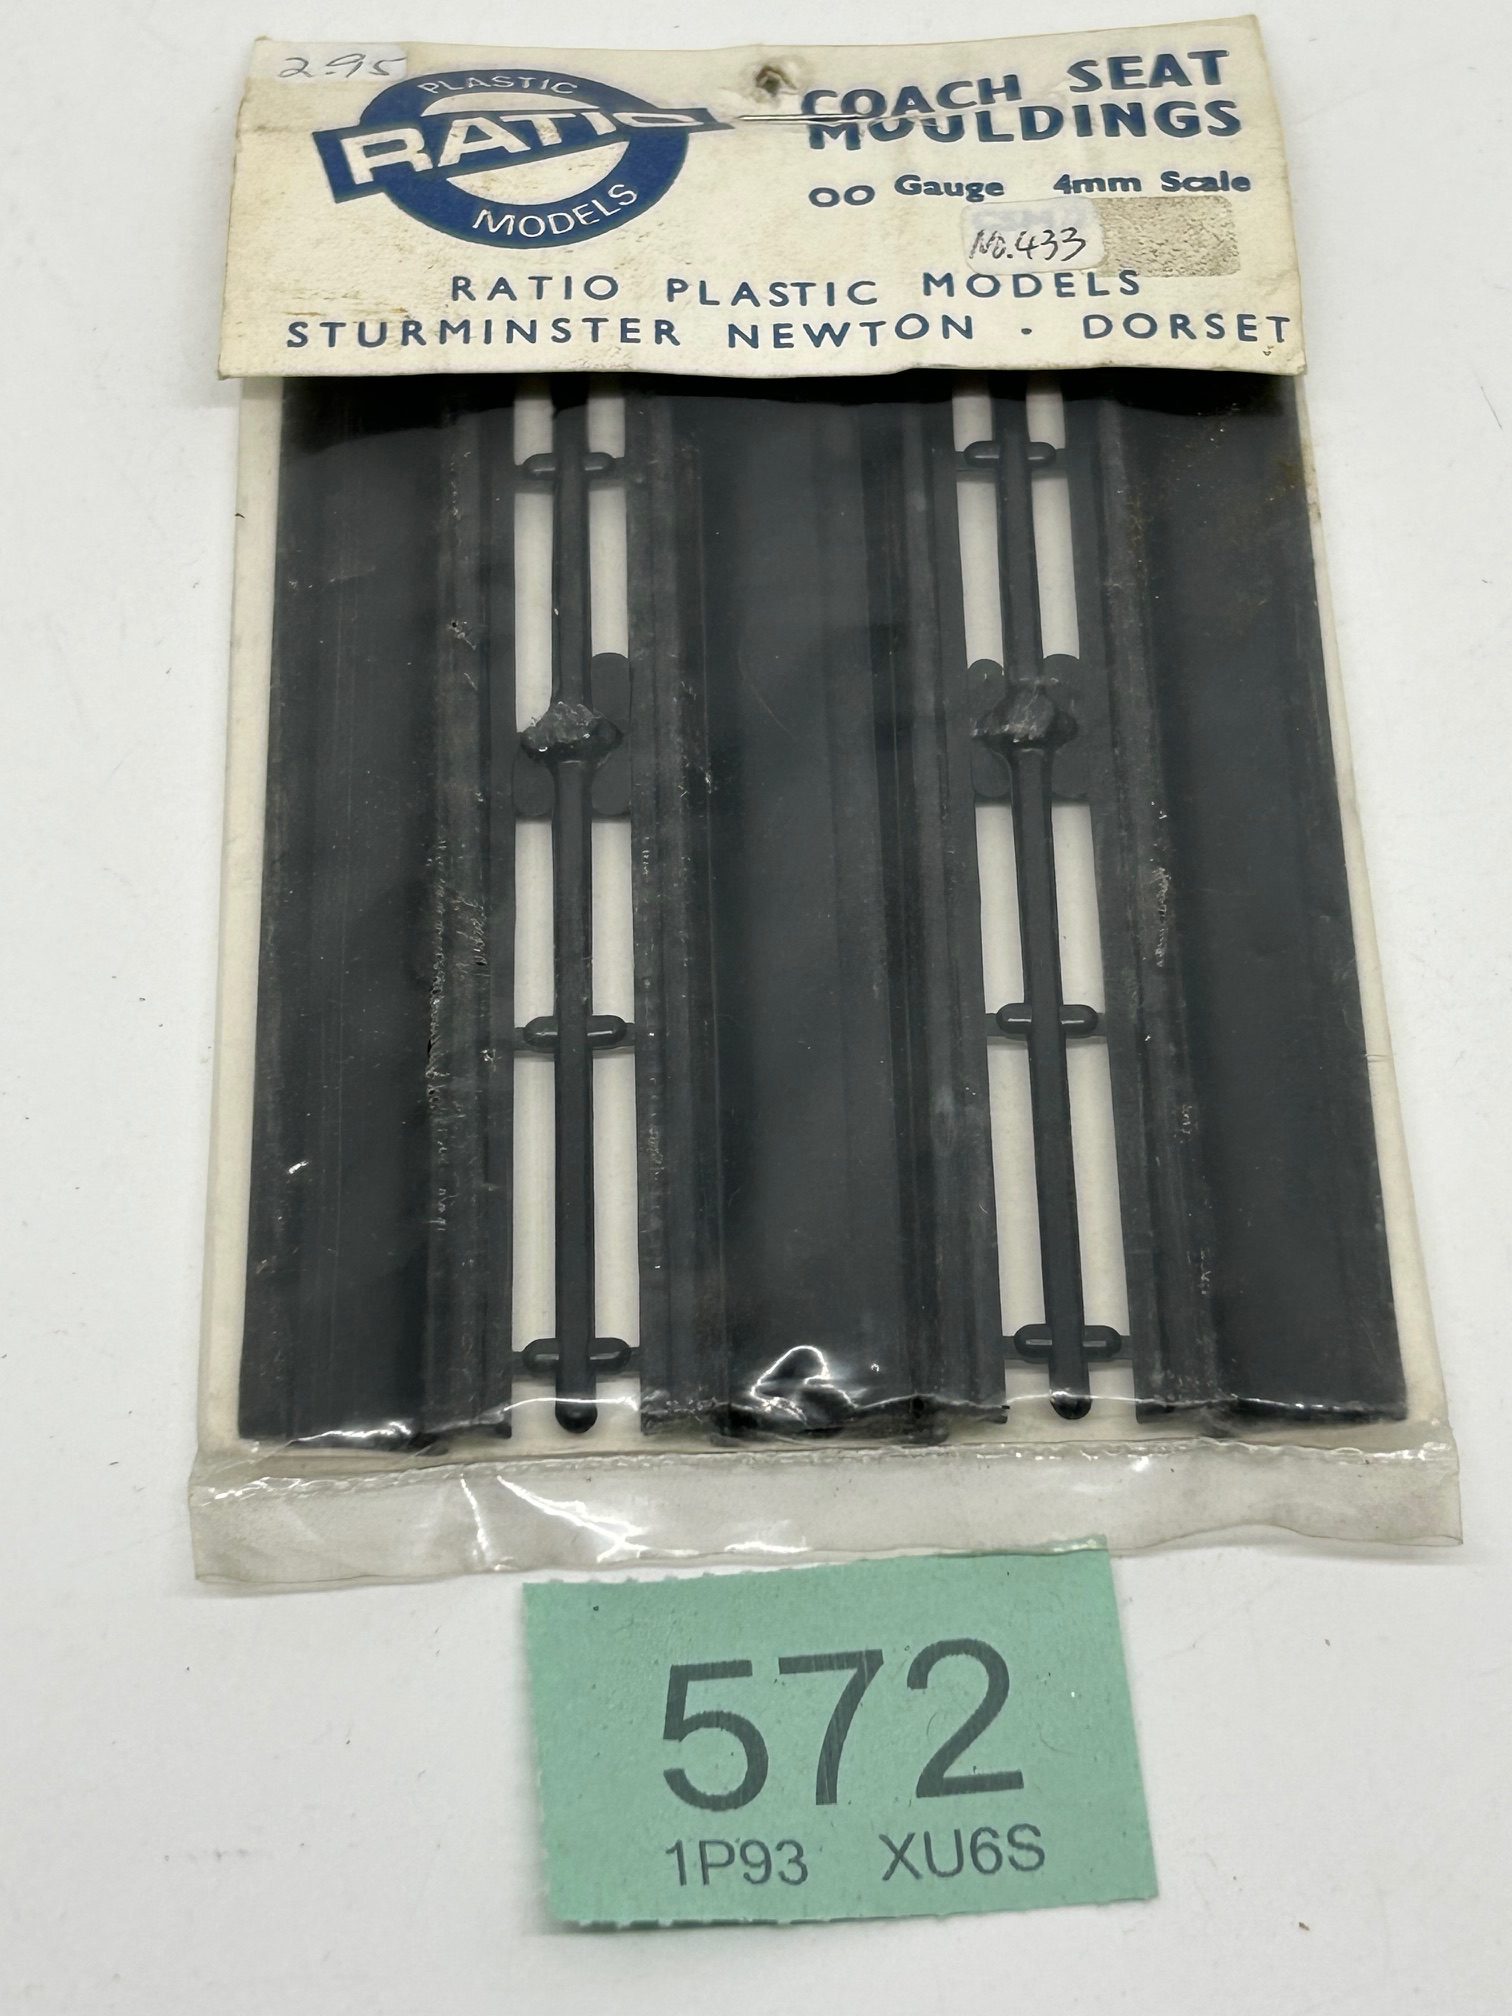 2.95
PLASTIC
RATIO
MODELS
COACH SEAT
MOULDINGS
OO Gauge 4mm Scale
No.433
RATIO PLASTIC MODELS
STURMINSTER NEWTON . DORSET
572
1P93 XU6S